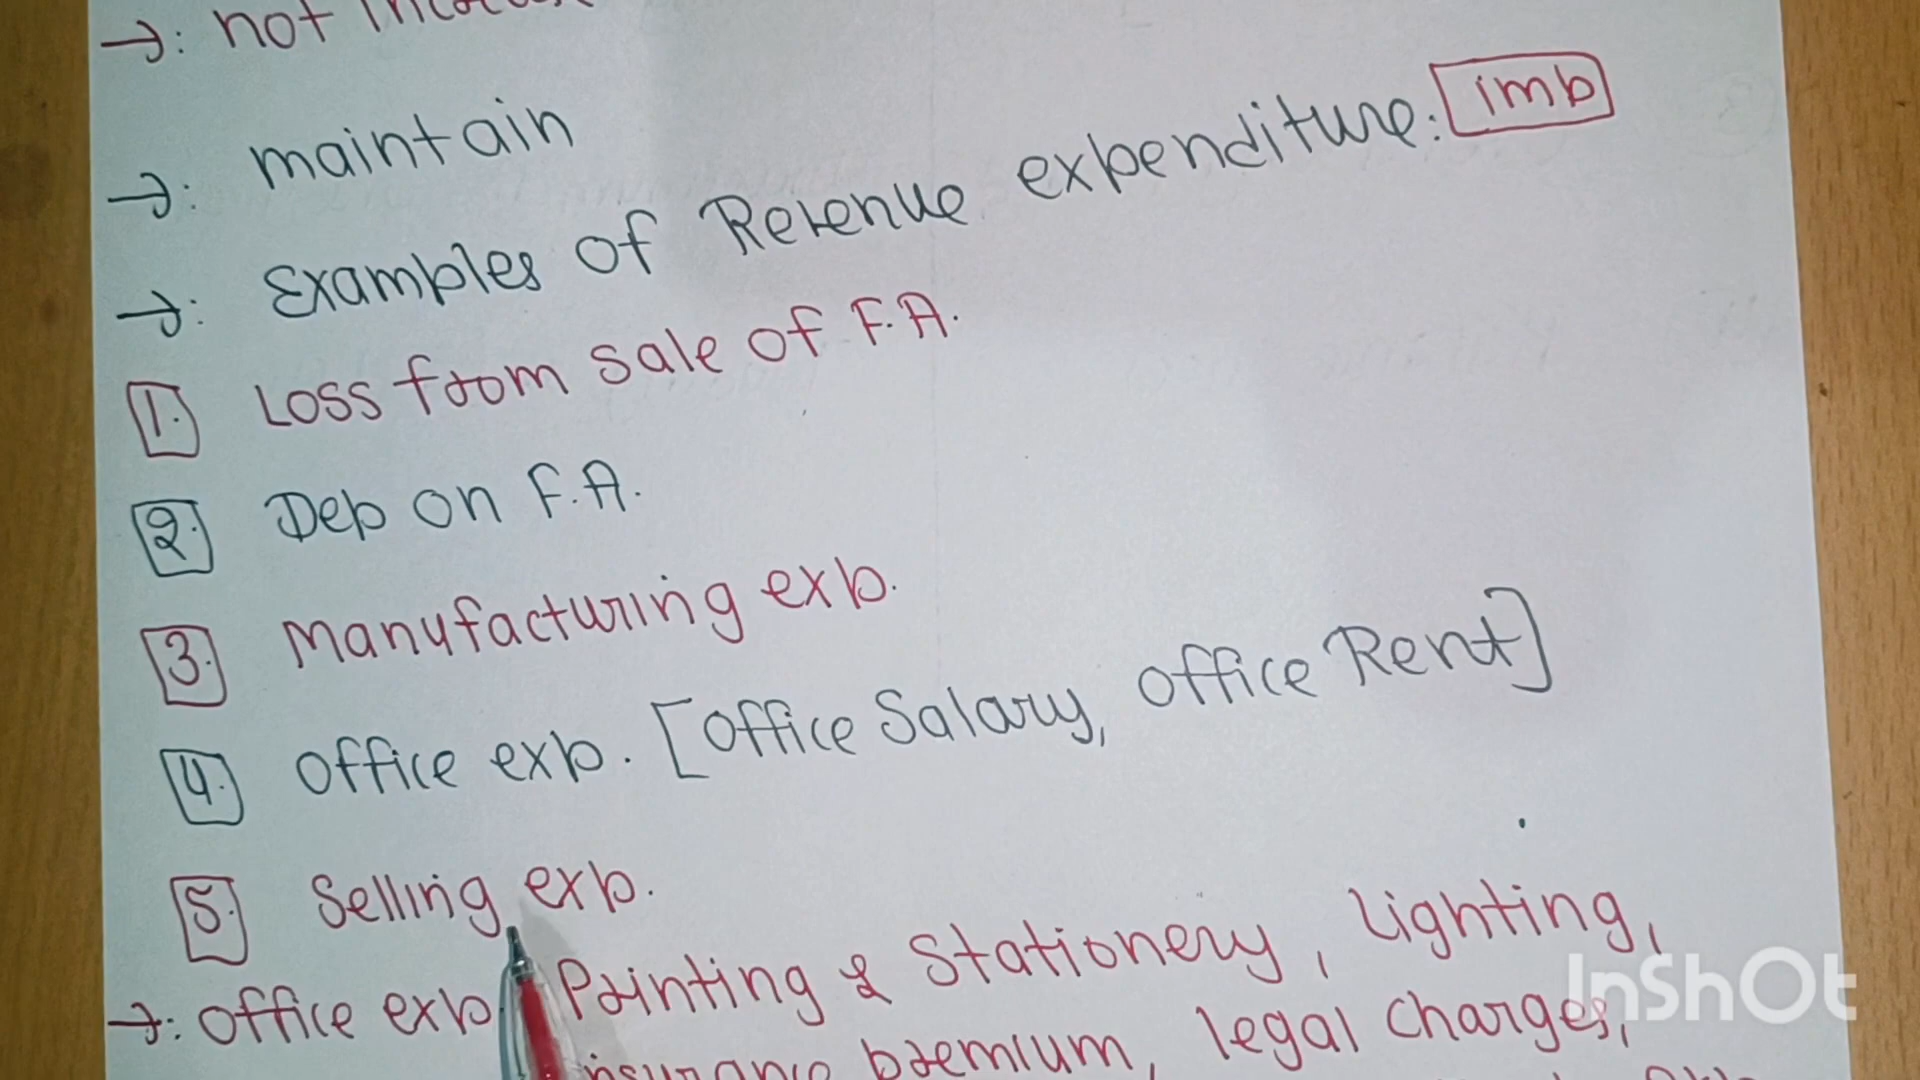 →: not
→: maintain
→: Examples of Revenue expenditure: imp
1. Loss from sale of F.A.
2. Dep on F.A.
3. Manufacturing exp.
4. Office exp. [Office Salary, Office Rent]
5. Selling exp.
→: Office exp Printing & Stationery, Lighting,
insurance premium, legal charges,
InShOt